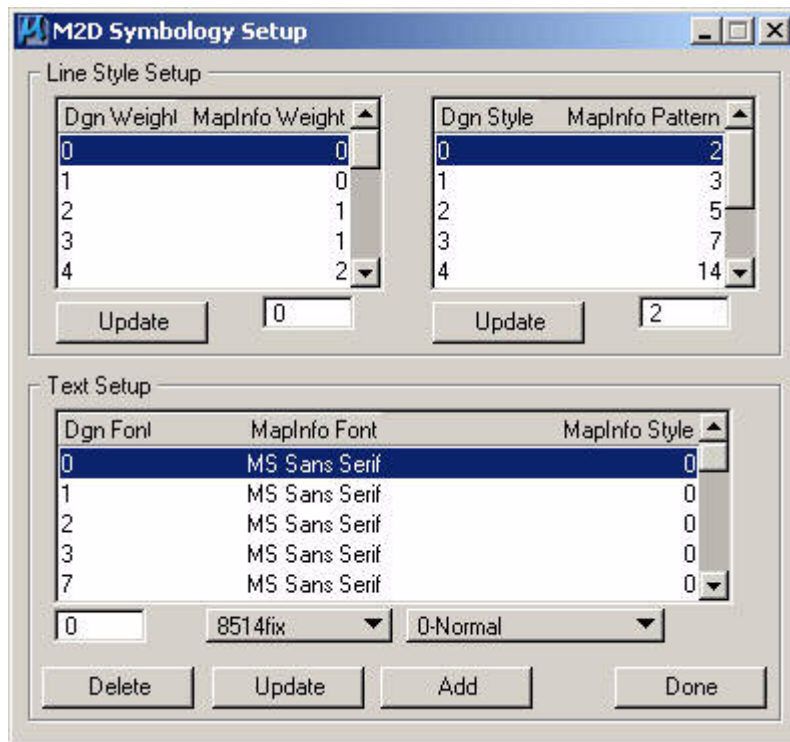 M2D Symbology Setup
Line Style Setup
Dgn Weight MapInfo Weight
0 0
1 0
2 1
3 1
4 2
Update 0
Dgn Style MapInfo Pattern
0 2
1 3
2 5
3 7
4 14
Update 2
Text Setup
Dgn Font MapInfo Font MapInfo Style
0 MS Sans Serif 0
1 MS Sans Serif 0
2 MS Sans Serif 0
3 MS Sans Serif 0
7 MS Sans Serif 0
0 8514fix 0-Normal
Delete Update Add Done